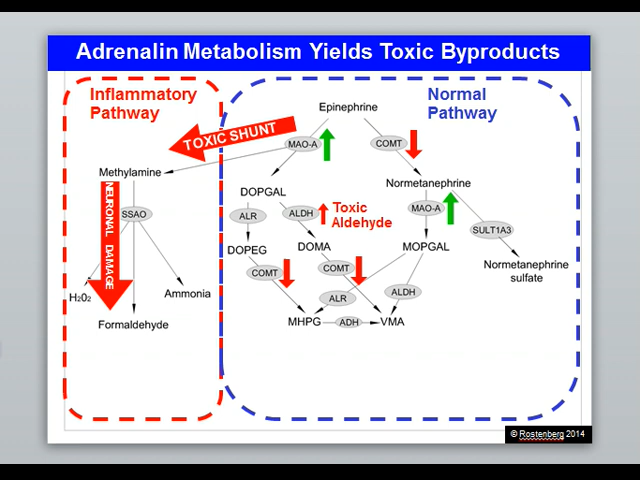 Adrenalin Metabolism Yields Toxic Byproducts
Inflammatory
Pathway
Normal
Pathway
Epinephrine
TOXIC SHUNT
MAO-A
COMT
Methylamine
Normetanephrine
DOPGAL
NEURONAL DAMAGE
SSAO
ALR
ALDH
Toxic
Aldehyde
MAO-A
SULT1A3
DOPEG
DOMA
MOPGAL
COMT
COMT
Normetanephrine
sulfate
H2O2
Ammonia
ALR
ALDH
Formaldehyde
MHPG
ADH
VMA
© Rostenberg 2014